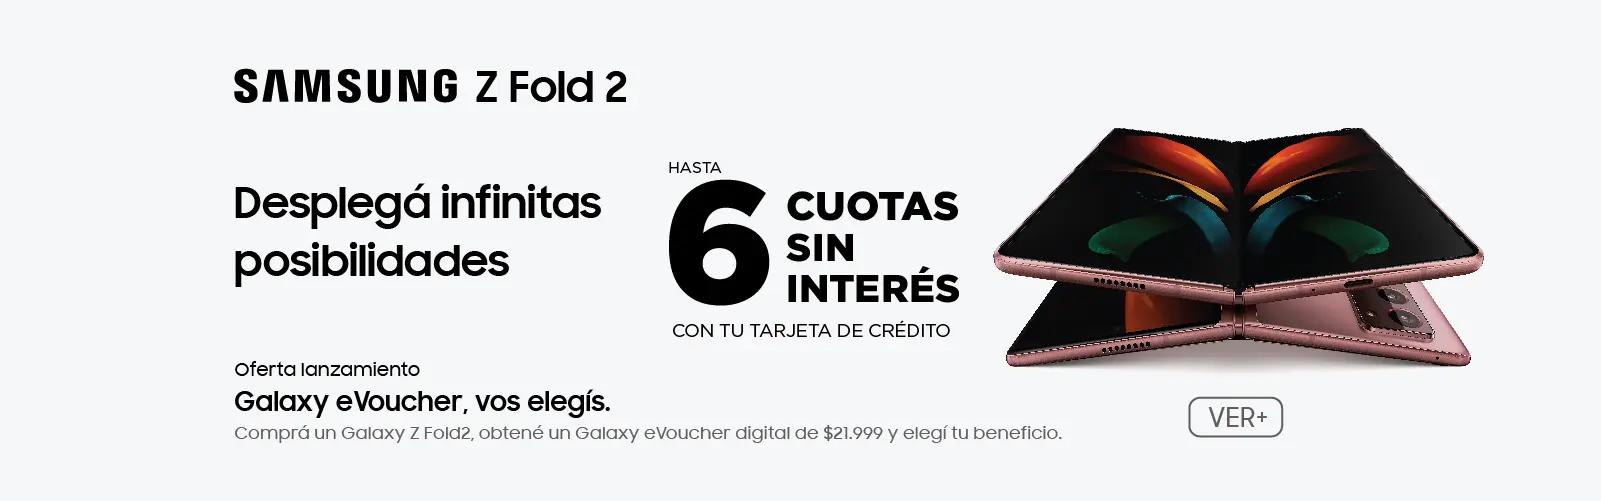 SAMSUNG Z Fold 2
Desplegá infinitas
posibilidades
HASTA
6 CUOTAS
SIN
INTERÉS
CON TU TARJETA DE CRÉDITO
Oferta lanzamiento
Galaxy eVoucher, vos elegís.
Comprá un Galaxy Z Fold2, obtené un Galaxy eVoucher digital de $21.999 y elegí tu beneficio.
VER+